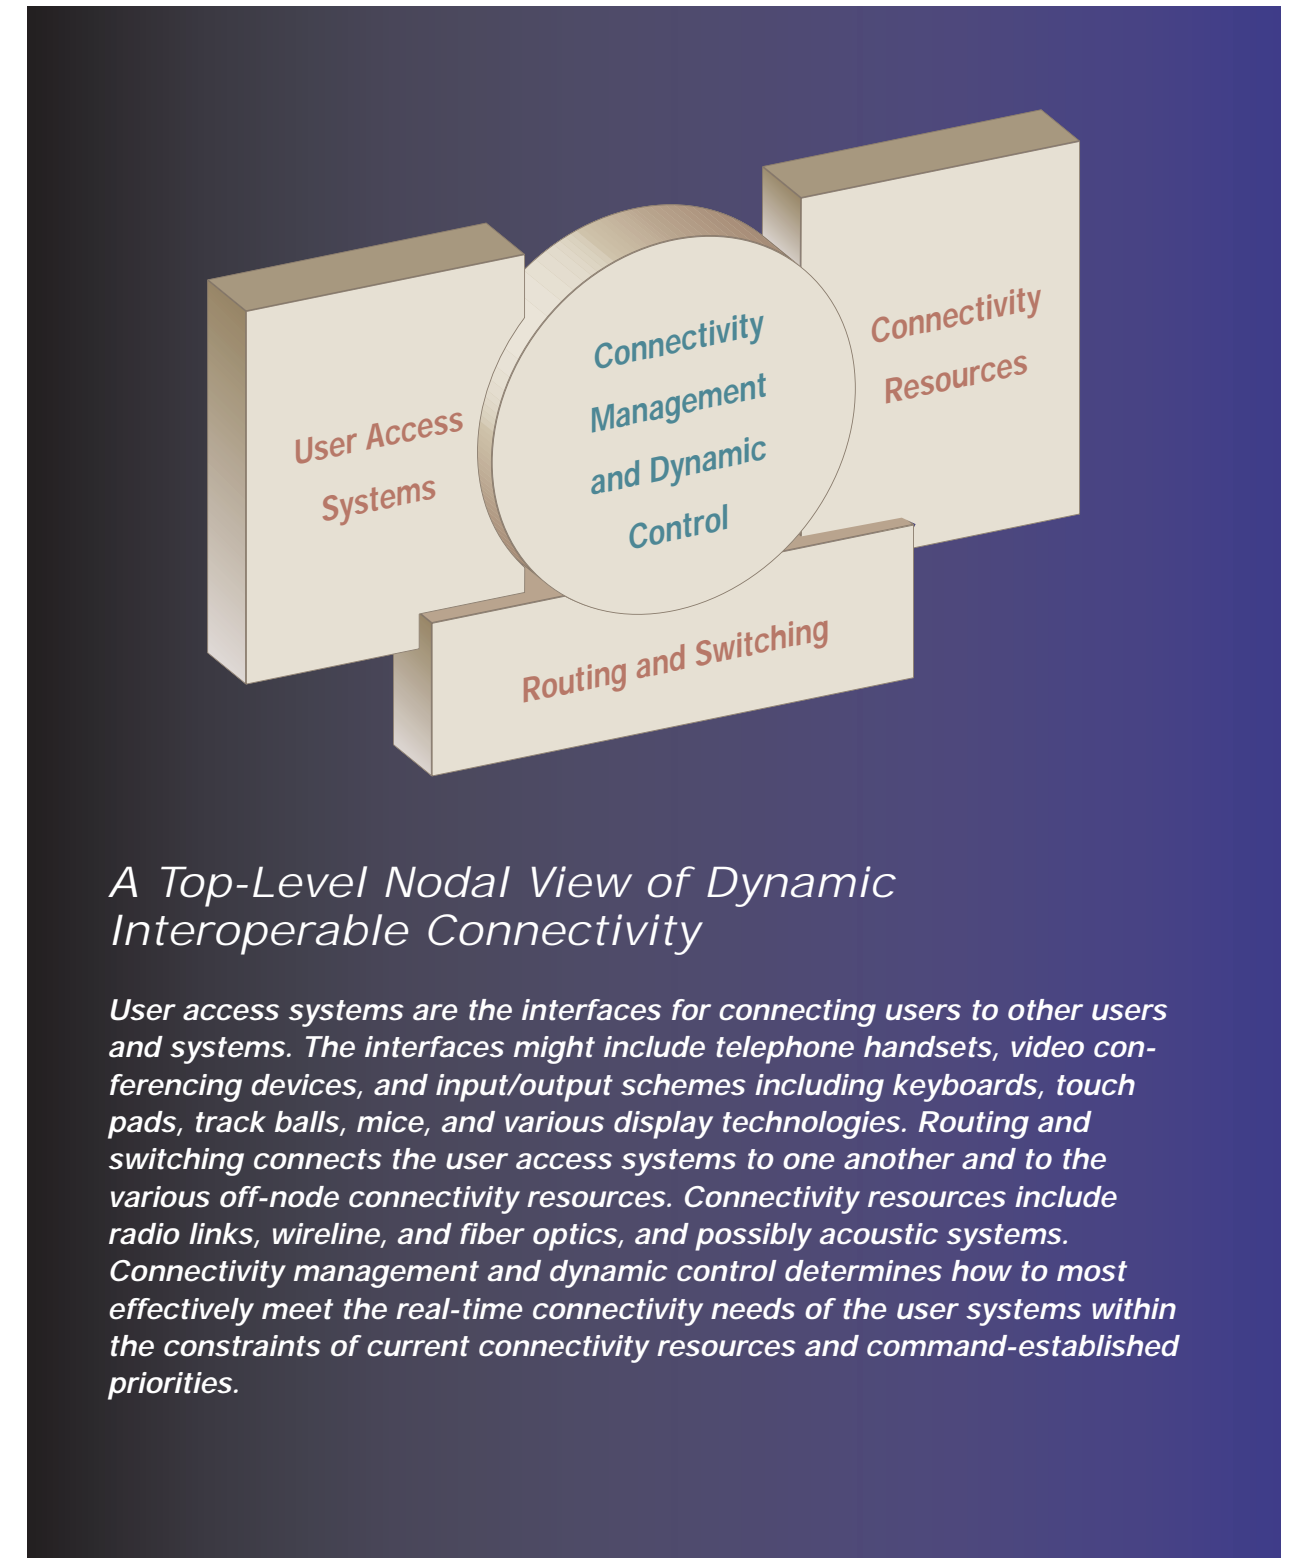 User Access
Systems
Connectivity
Management
and Dynamic
Control
Connectivity
Resources
Routing and Switching
A Top-Level Nodal View of Dynamic
Interoperable Connectivity
User access systems are the interfaces for connecting users to other users
and systems. The interfaces might include telephone handsets, video con-
ferencing devices, and input/output schemes including keyboards, touch
pads, track balls, mice, and various display technologies. Routing and
switching connects the user access systems to one another and to the
various off-node connectivity resources. Connectivity resources include
radio links, wireline, and fiber optics, and possibly acoustic systems.
Connectivity management and dynamic control determines how to most
effectively meet the real-time connectivity needs of the user systems within
the constraints of current connectivity resources and command-established
priorities.